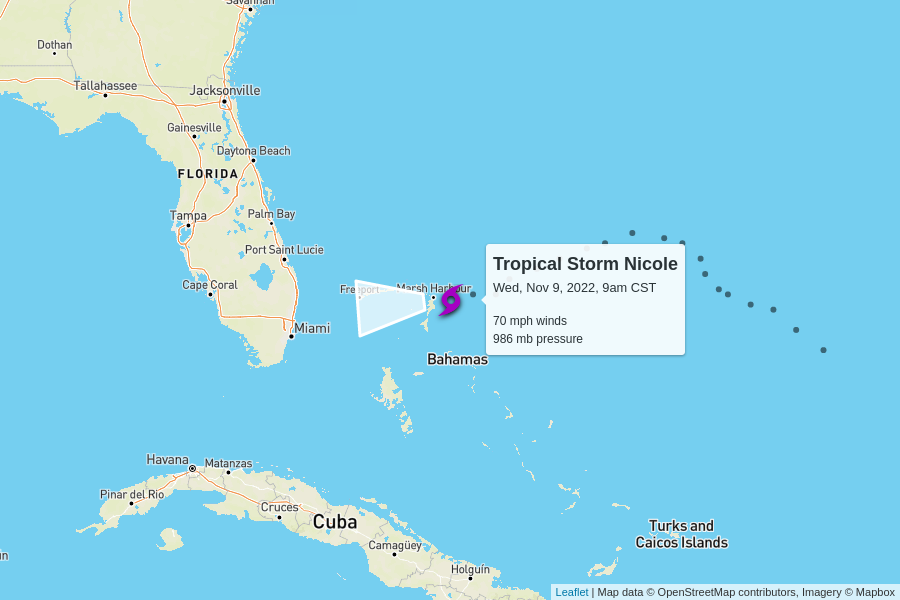 Savannah
Dothan
Tallahassee
Jacksonville
Gainesville
Daytona Beach
FLORIDA
Tampa
Palm Bay
Port Saint Lucie
Cape Coral
Freeport
Marsh Harbour
Miami
Bahamas
Tropical Storm Nicole
Wed, Nov 9, 2022, 9am CST
70 mph winds
986 mb pressure
Havana
Matanzas
Pinar del Río
Cruces
Cuba
Camagüey
Holguín
Turks and
Caicos Islands
Leaflet | Map data © OpenStreetMap contributors, Imagery © Mapbox